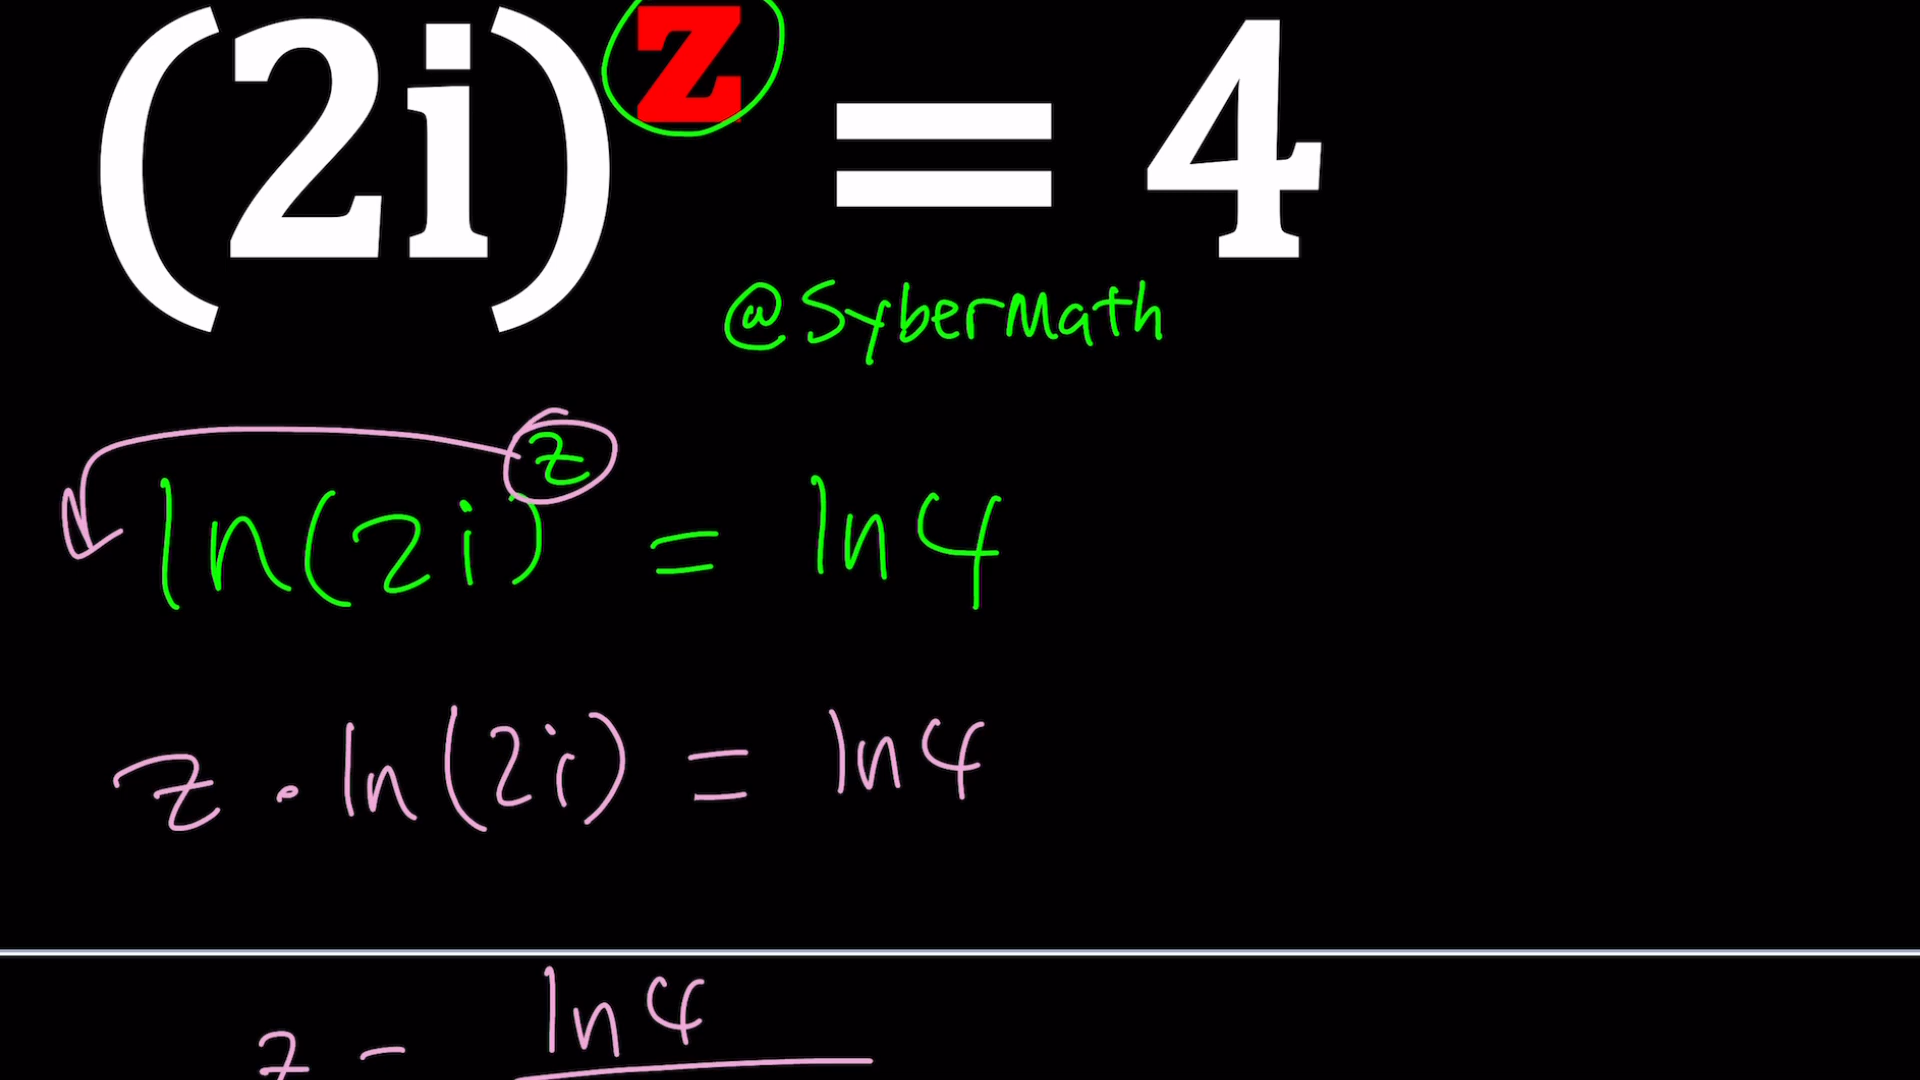 (2i)^z = 4
@SyberMath
ln(2i)^z = ln4
z · ln(2i) = ln4
ln4
z =